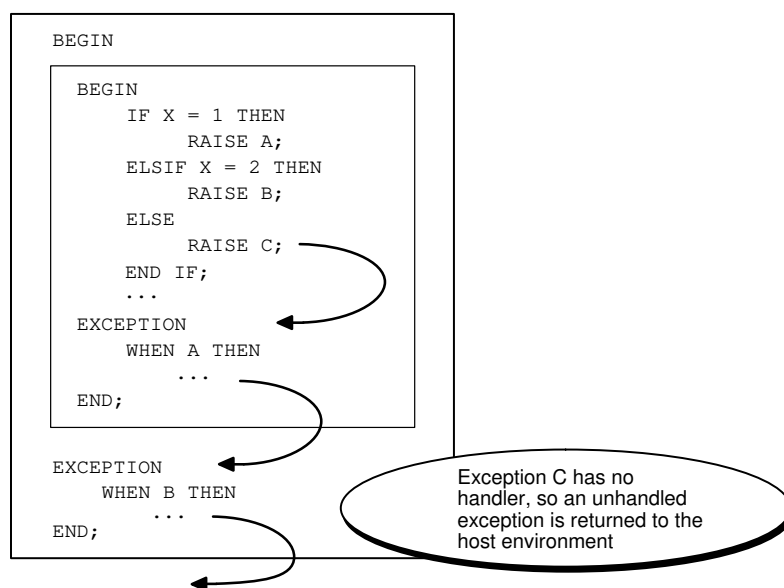 BEGIN
BEGIN
IF X = 1 THEN
RAISE A;
ELSIF X = 2 THEN
RAISE B;
ELSE
RAISE C;
END IF;
...
EXCEPTION
WHEN A THEN
...
END;
EXCEPTION
WHEN B THEN
...
END;
Exception C has no
handler, so an unhandled
exception is returned to the
host environment